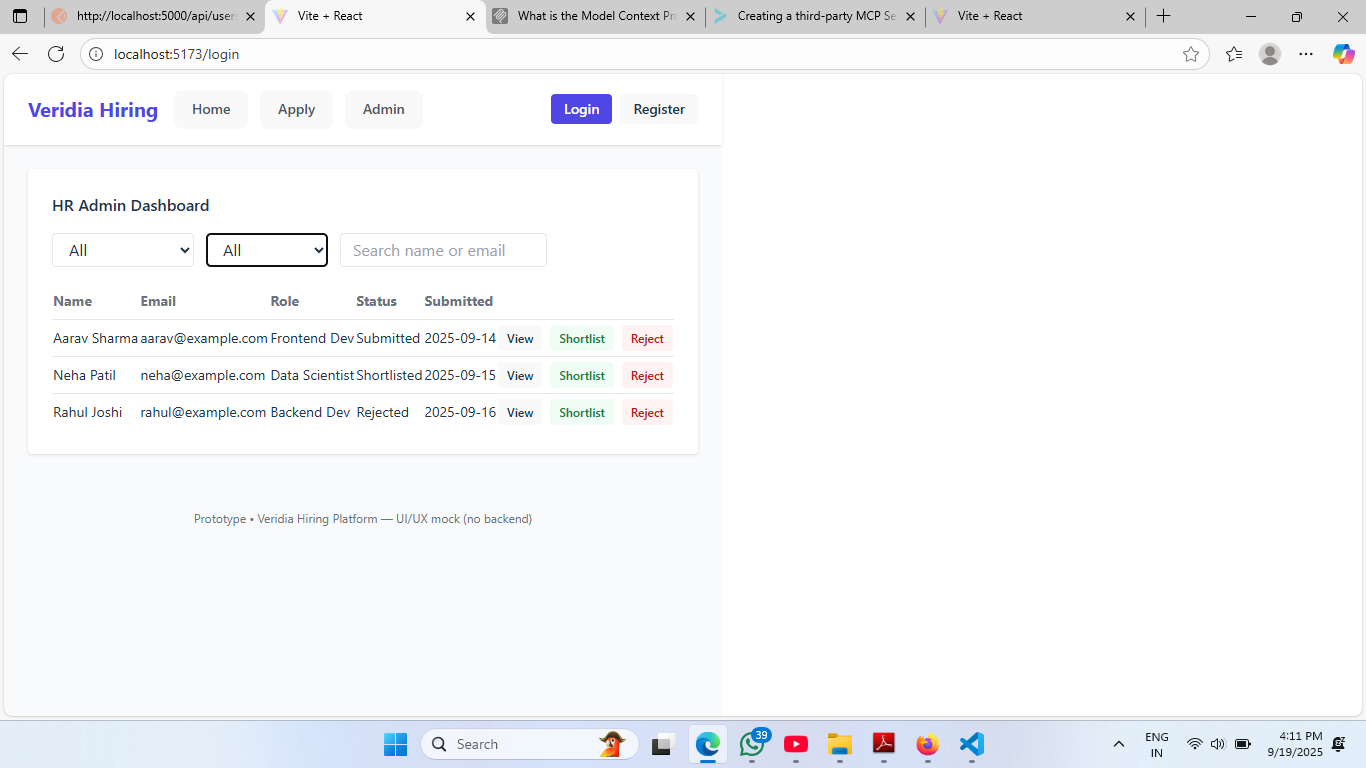 http://localhost:5000/api/user
Vite + React
What is the Model Context Pr
Creating a third-party MCP Se
Vite + React
localhost:5173/login
Veridia Hiring Home Apply Admin Login Register
HR Admin Dashboard
All All Search name or email
Name Email Role Status Submitted
Aarav Sharma aarav@example.com Frontend Dev Submitted 2025-09-14 View Shortlist Reject
Neha Patil neha@example.com Data Scientist Shortlisted 2025-09-15 View Shortlist Reject
Rahul Joshi rahul@example.com Backend Dev Rejected 2025-09-16 View Shortlist Reject
Prototype • Veridia Hiring Platform — UI/UX mock (no backend)
Search
39
ENG
IN
4:11 PM
9/19/2025